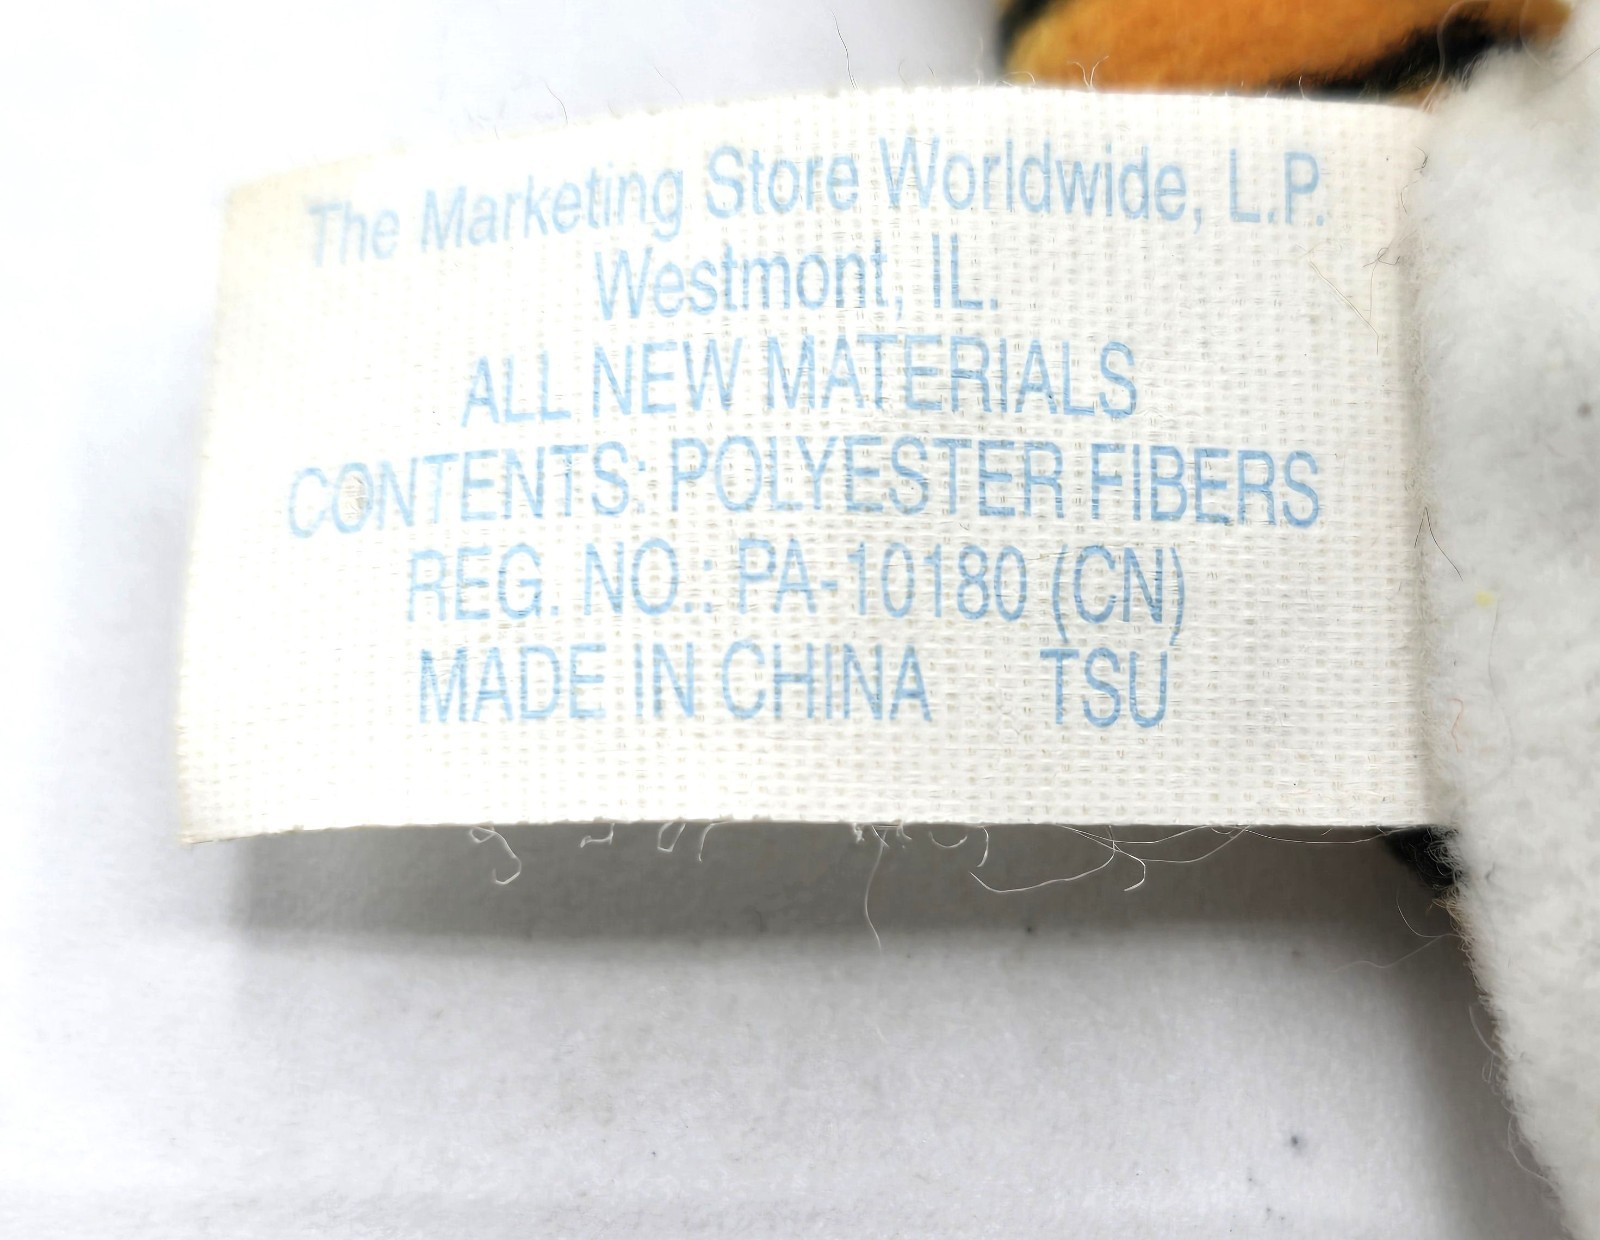 The Marketing Store Worldwide, L.P.
Westmont, IL.
ALL NEW MATERIALS
CONTENTS: POLYESTER FIBERS
REG. NO.: PA-10180 (CN)
MADE IN CHINA TSU